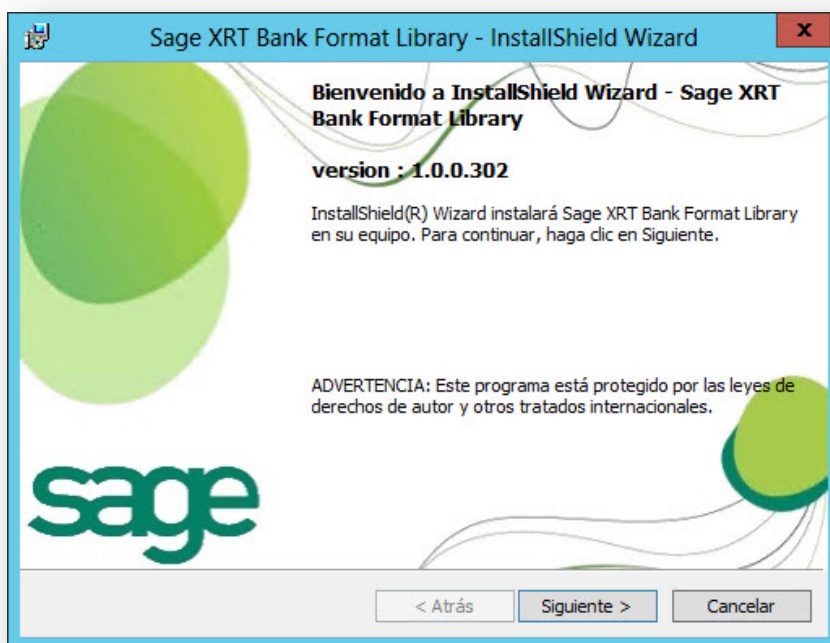 Sage XRT Bank Format Library - InstallShield Wizard
x
Bienvenido a InstallShield Wizard - Sage XRT
Bank Format Library
version : 1.0.0.302
InstallShield(R) Wizard instalará Sage XRT Bank Format Library
en su equipo. Para continuar, haga clic en Siguiente.
ADVERTENCIA: Este programa está protegido por las leyes de
derechos de autor y otros tratados internacionales.
sage
< Atrás
Siguiente >
Cancelar